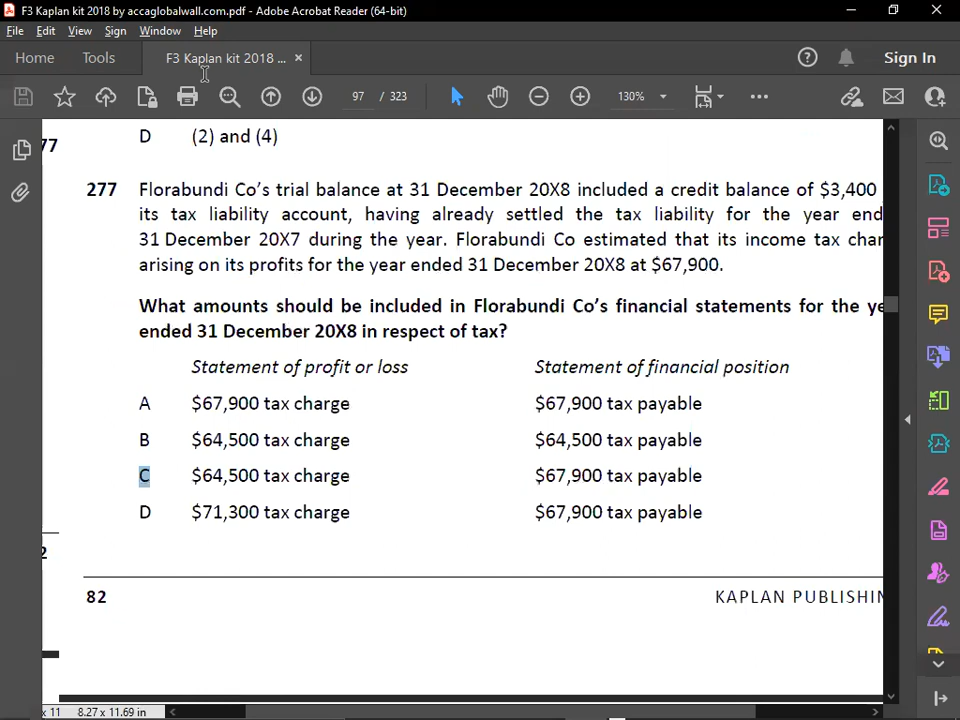 F3 Kaplan kit 2018 by accaglobalwall.com.pdf - Adobe Acrobat Reader (64-bit)
File Edit View Sign Window Help
Home Tools F3 Kaplan kit 2018 ... × Sign In
97 / 323 130%
77
D (2) and (4)
277 Florabundi Co's trial balance at 31 December 20X8 included a credit balance of $3,400
its tax liability account, having already settled the tax liability for the year end
31 December 20X7 during the year. Florabundi Co estimated that its income tax char
arising on its profits for the year ended 31 December 20X8 at $67,900.
What amounts should be included in Florabundi Co's financial statements for the ye
ended 31 December 20X8 in respect of tax?
Statement of profit or loss Statement of financial position
A $67,900 tax charge $67,900 tax payable
B $64,500 tax charge $64,500 tax payable
C $64,500 tax charge $67,900 tax payable
D $71,300 tax charge $67,900 tax payable
2
82 KAPLAN PUBLISHIN
x 11 8.27 x 11.69 in